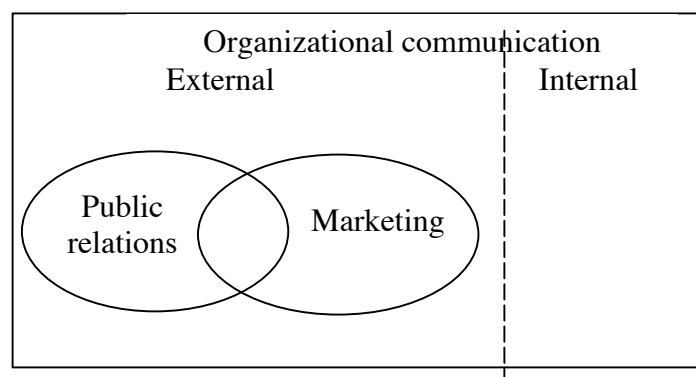 Organizational communication
External Internal
Public
relations
Marketing